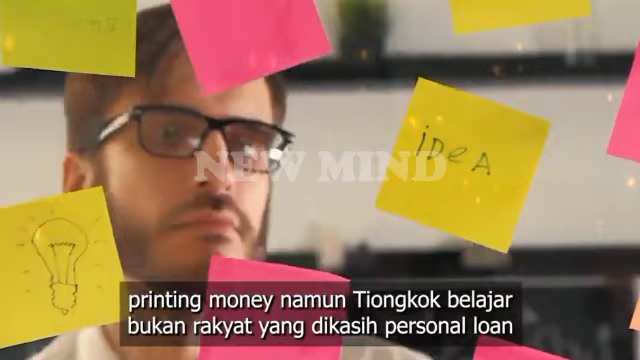 NEW MIND
iDeA
printing money namun Tiongkok belajar
bukan rakyat yang dikasih personal loan